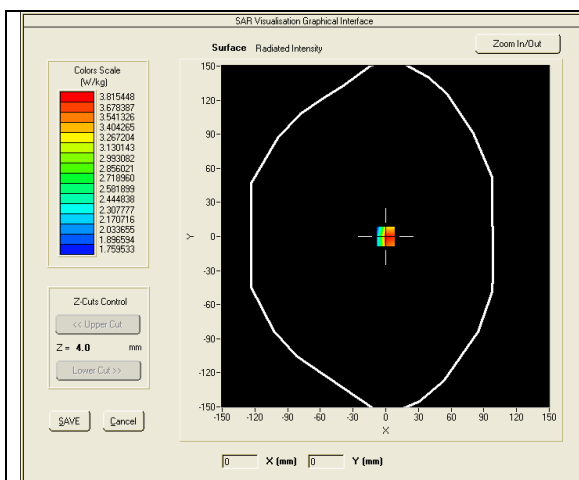 SAR Visualisation Graphical Interface
Surface Radiated Intensity
Zoom In/Out
Colors Scale
(W/kg)
3.815448
3.678387
3.541326
3.404265
3.267204
3.130143
2.993082
2.856021
2.718960
2.581899
2.444838
2.307777
2.170716
2.033655
1.896594
1.759533
Z-Cuts Control
<< Upper Cut
Z = 4.0 mm
Lower Cut >>
SAVE Cancel
150-
120-
90-
60-
30-
0-
-30-
-60-
-90-
-120-
-150-
Y
-150 -120 -90 -60 -30 0 30 60 90 120 150
X
0 X (mm) 0 Y (mm)